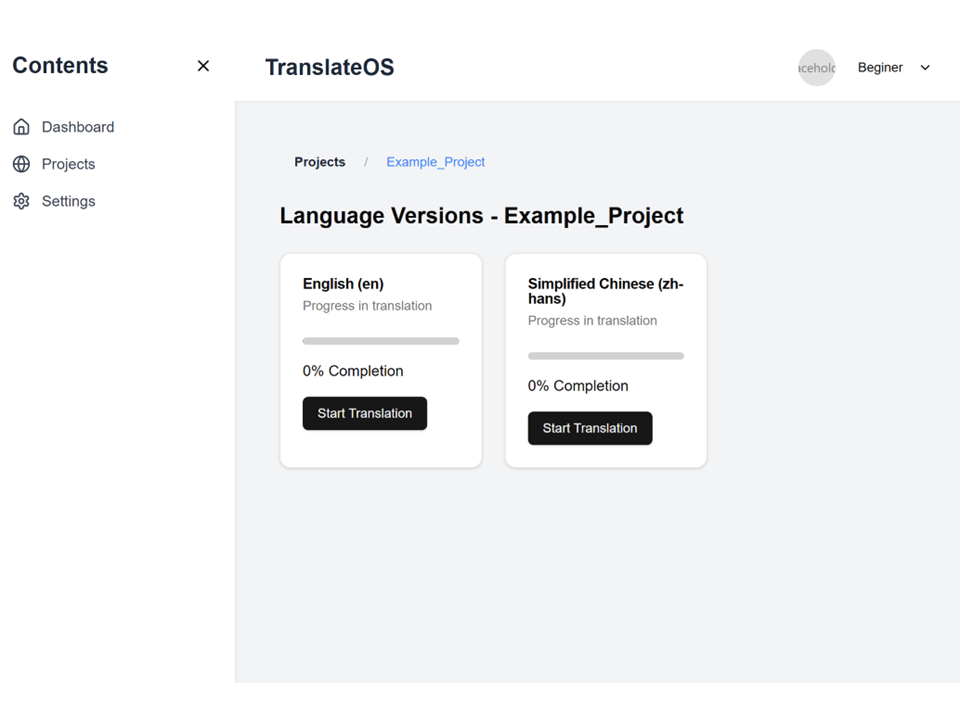 Contents
TranslateOS
aceholo
Beginer
Dashboard
Projects
Settings
Projects / Example_Project
Language Versions - Example_Project
English (en)
Progress in translation
0% Completion
Start Translation
Simplified Chinese (zh-
hans)
Progress in translation
0% Completion
Start Translation